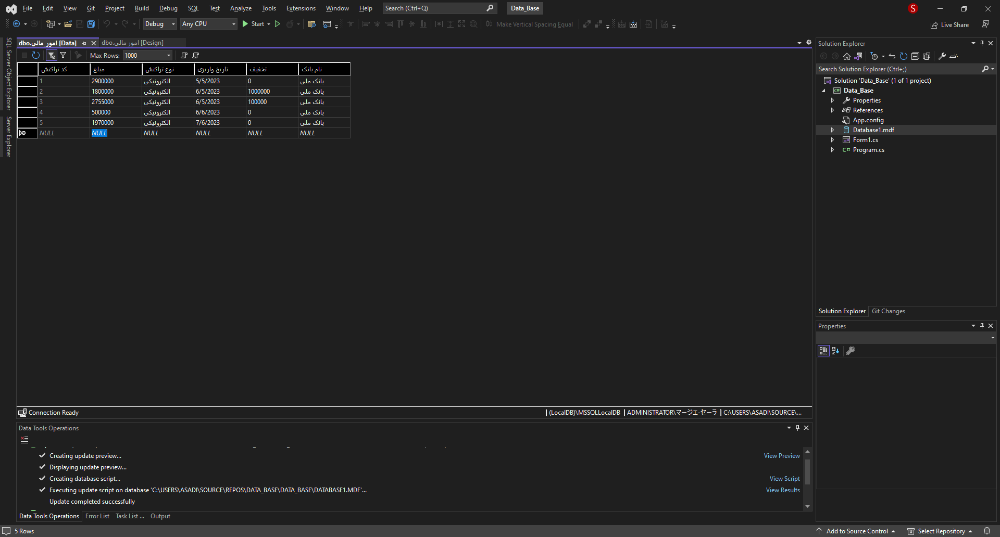 File Edit View Git Project Build Debug SQL Test Analyze Tools Extensions Window Help Search (Ctrl+Q) Data_Base S
Debug Any CPU Start Make Vertical Spacing Equal Live Share
dbo.امور_مالی [Data] dbo.امور مالی [Design]
Max Rows: 1000
کد تراکنش مبلغ نوع تراکنش تاریخ واریزی تخفیف نام بانک
1 2900000 الکترونیکی 5/5/2023 0 بانک ملی
2 1800000 الکترونیکی 6/5/2023 1000000 بانک ملی
3 2755000 الکترونیکی 6/5/2023 100000 بانک ملی
4 500000 الکترونیکی 6/6/2023 0 بانک ملی
5 1970000 الکترونیکی 7/6/2023 0 بانک ملی
NULL NULL NULL NULL NULL NULL
SQL Server Object Explorer
Server Explorer
Connection Ready (LocalDB)\MSSQLLocalDB ADMINISTRATOR\マージエ-セーラ C:\USERS\ASADI\SOURCE\...
Data Tools Operations
Creating update preview... View Preview
Displaying update preview...
Creating database script... View Script
Executing update script on database 'C:\USERS\ASADI\SOURCE\REPOS\DATA_BASE\DATA_BASE\DATABASE1.MDF'... View Results
Update completed successfully
Data Tools Operations Error List Task List ... Output
Solution Explorer
Search Solution Explorer (Ctrl+;)
Solution 'Data_Base' (1 of 1 project)
C# Data_Base
Properties
References
App.config
Database1.mdf
Form1.cs
C# Program.cs
Solution Explorer Git Changes
Properties
5 Rows Add to Source Control Select Repository